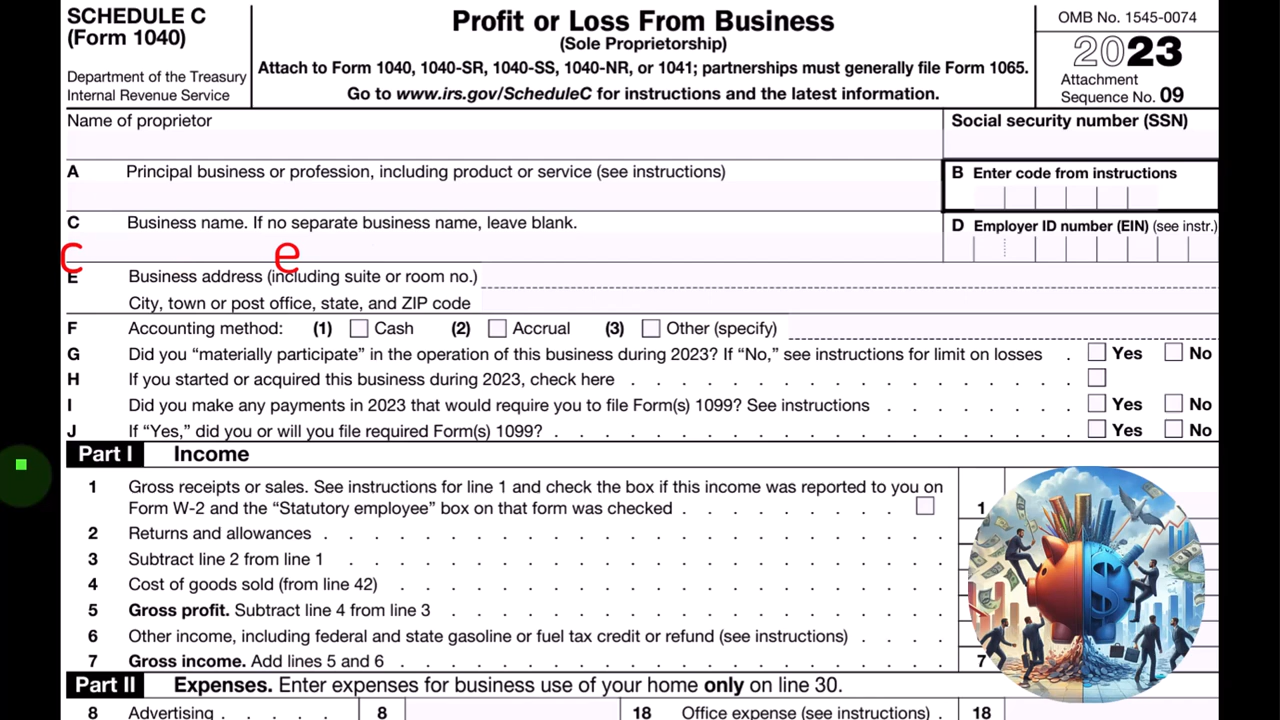 SCHEDULE C
(Form 1040)
Department of the Treasury
Internal Revenue Service
Profit or Loss From Business
(Sole Proprietorship)
Attach to Form 1040, 1040-SR, 1040-SS, 1040-NR, or 1041; partnerships must generally file Form 1065.
Go to www.irs.gov/ScheduleC for instructions and the latest information.
OMB No. 1545-0074
2023
Attachment
Sequence No. 09
Name of proprietor
Social security number (SSN)
A Principal business or profession, including product or service (see instructions)
B Enter code from instructions
C Business name. If no separate business name, leave blank.
D Employer ID number (EIN) (see instr.)
c e
E Business address (including suite or room no.)
City, town or post office, state, and ZIP code
F Accounting method: (1) Cash (2) Accrual (3) Other (specify)
G Did you “materially participate” in the operation of this business during 2023? If “No,” see instructions for limit on losses . Yes No
H If you started or acquired this business during 2023, check here . . . . . . . . . . . . . . . . .
I Did you make any payments in 2023 that would require you to file Form(s) 1099? See instructions . . . . . . . Yes No
J If “Yes,” did you or will you file required Form(s) 1099? . . . . . . . . . . . . . . . . . . . Yes No
Part I Income
1 Gross receipts or sales. See instructions for line 1 and check the box if this income was reported to you on
Form W-2 and the “Statutory employee” box on that form was checked . . . . . . . . . 1
2 Returns and allowances . . . . . . . . . . . . . . . . . . . . . . .
3 Subtract line 2 from line 1 . . . . . . . . . . . . . . . . . . . . . .
4 Cost of goods sold (from line 42) . . . . . . . . . . . . . . . . . . . .
5 Gross profit. Subtract line 4 from line 3 . . . . . . . . . . . . . . . . . .
6 Other income, including federal and state gasoline or fuel tax credit or refund (see instructions) . . . .
7 Gross income. Add lines 5 and 6 . . . . . . . . . . . . . . . . . . . . 7
$
Part II Expenses. Enter expenses for business use of your home only on line 30.
8 Advertising . . . . . 8 18 Office expense (see instructions) . 18